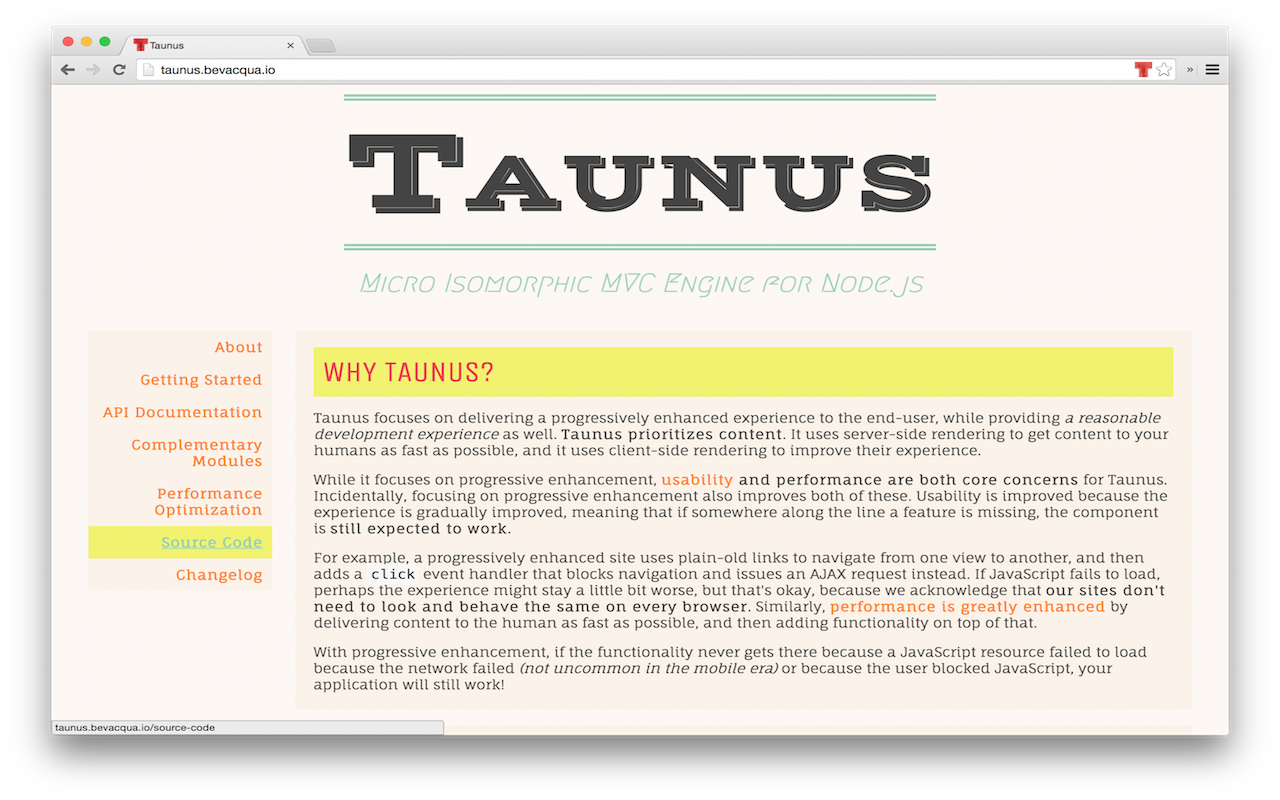 Taunus
taunus.bevacqua.io
TAUNUS
Micro Isomorphic MVC Engine for Node.js
About
Getting Started
API Documentation
Complementary
Modules
Performance
Optimization
Source Code
Changelog
WHY TAUNUS?
Taunus focuses on delivering a progressively enhanced experience to the end-user, while providing a reasonable
development experience as well. Taunus prioritizes content. It uses server-side rendering to get content to your
humans as fast as possible, and it uses client-side rendering to improve their experience.
While it focuses on progressive enhancement, usability and performance are both core concerns for Taunus.
Incidentally, focusing on progressive enhancement also improves both of these. Usability is improved because the
experience is gradually improved, meaning that if somewhere along the line a feature is missing, the component
is still expected to work.
For example, a progressively enhanced site uses plain-old links to navigate from one view to another, and then
adds a click event handler that blocks navigation and issues an AJAX request instead. If JavaScript fails to load,
perhaps the experience might stay a little bit worse, but that's okay, because we acknowledge that our sites don't
need to look and behave the same on every browser. Similarly, performance is greatly enhanced by
delivering content to the human as fast as possible, and then adding functionality on top of that.
With progressive enhancement, if the functionality never gets there because a JavaScript resource failed to load
because the network failed (not uncommon in the mobile era) or because the user blocked JavaScript, your
application will still work!
taunus.bevacqua.io/source-code